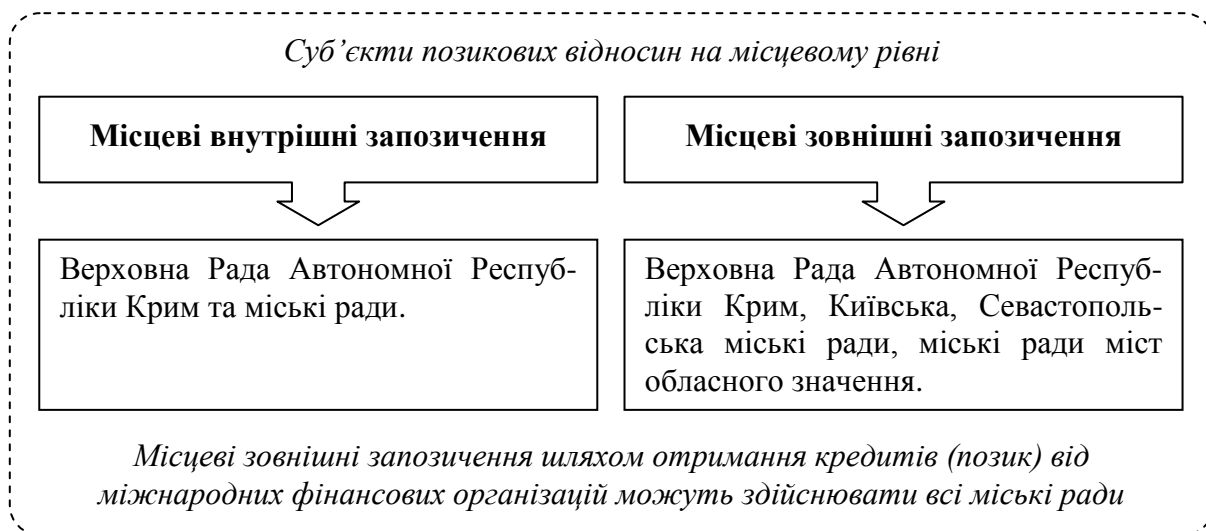 Суб’єкти позикових відносин на місцевому рівні
Місцеві внутрішні запозичення
Верховна Рада Автономної Респуб-
ліки Крим та міські ради.
Місцеві зовнішні запозичення
Верховна Рада Автономної Респуб-
ліки Крим, Київська, Севастополь-
ська міські ради, міські ради міст
обласного значення.
Місцеві зовнішні запозичення шляхом отримання кредитів (позик) від
міжнародних фінансових організацій можуть здійснювати всі міські ради